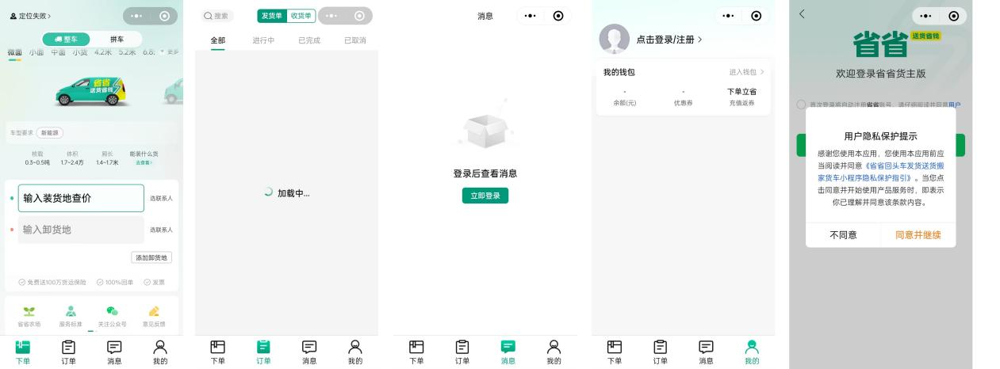 定位失败
整车 拼车
微面 小面 中面 小货 4.2米 5.2米 6.8 更多
省省
送货省钱
车型要求 新能源
核载 体积 厢长 能装什么货
0.3~0.5吨 1.7~2.4方 1.4~1.7米 去查看
输入装货地查价 选联系人
输入卸货地 选联系人
添加卸货地
免费送100万货运保险 100%回单 发票
省省农场 服务标准 关注公众号 意见反馈
下单 订单 消息 我的
搜索 发货单 收货单
全部 进行中 已完成 已取消
加载中...
下单 订单 消息 我的
消息
登录后查看消息
立即登录
下单 订单 消息 我的
点击登录/注册
我的钱包 进入钱包
- - 下单立省
余额(元) 优惠券 充值返券
下单 订单 消息 我的
省省 送货省钱
欢迎登录省省货主版
首次登录将自动注册省省账号，请仔细阅读并同意用户
用户隐私保护提示
感谢您使用本应用，您使用本应用前应
当阅读并同意《省省回头车发货送货搬
家货车小程序隐私保护指引》。当您点
击同意并开始使用产品服务时，即表示
你已理解并同意该条款内容。
不同意 同意并继续